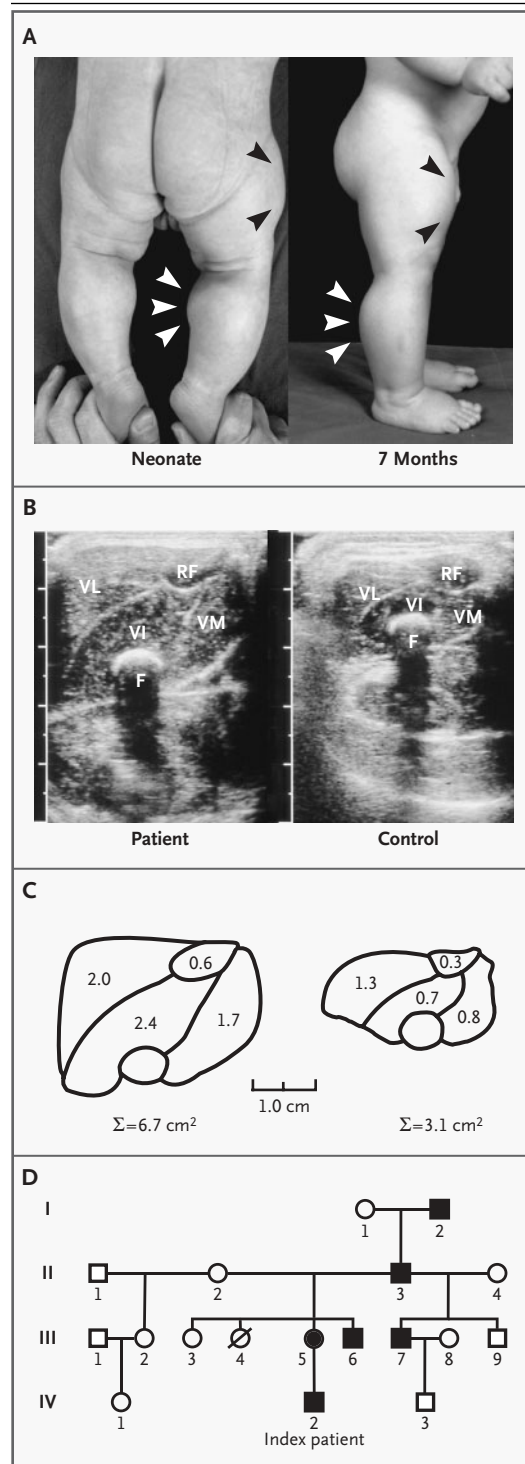 A
Neonate
7 Months
B
VL RF VI VM F
VL RF VI VM F
Patient
Control
C
2.0 0.6 2.4 1.7
1.3 0.3 0.7 0.8
1.0 cm
Σ=6.7 cm²
Σ=3.1 cm²
D
I
1 2
II
1 2 3 4
III
1 2 3 4 5 6 7 8 9
IV
1 2 3
Index patient